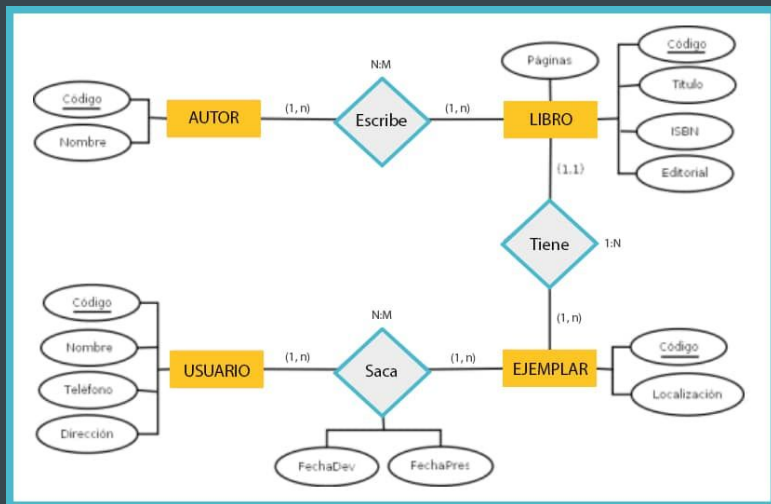 N:M
Código
Nombre
AUTOR
(1, n)
Escribe
(1, n)
LIBRO
Páginas
Código
Título
ISBN
Editorial
(1.1)
Tiene
1:N
(1, n)
Código
Nombre
Teléfono
Dirección
USUARIO
(1, n)
N:M
Saca
(1, n)
EJEMPLAR
Código
Localización
FechaDev
FechaPres